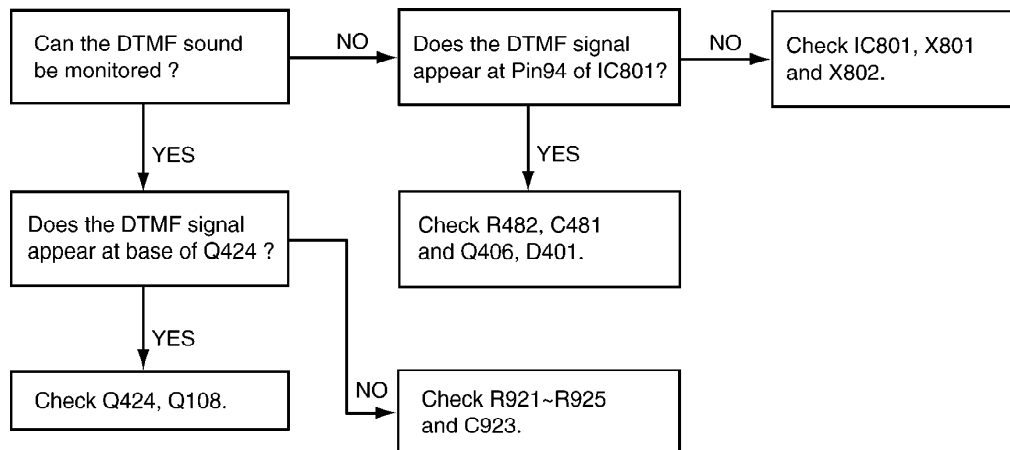 Can the DTMF sound
be monitored ?
NO
Does the DTMF signal
appear at Pin94 of IC801?
NO
Check IC801, X801
and X802.
YES
YES
Does the DTMF signal
appear at base of Q424 ?
Check R482, C481
and Q406, D401.
YES
NO
Check Q424, Q108.
Check R921~R925
and C923.